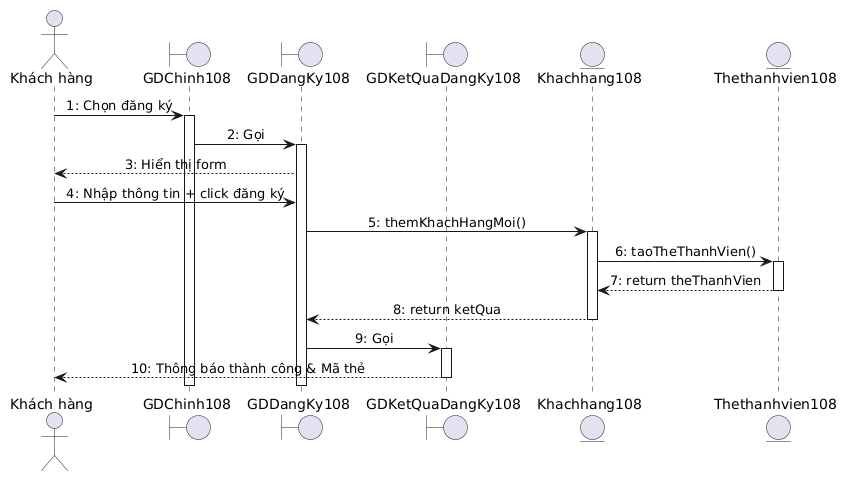 Khách hàng
GDChinh108
GDDangKy108
GDKetQuaDangKy108
Khachhang108
Thethanhvien108
1: Chọn đăng ký
2: Gọi
3: Hiển thị form
4: Nhập thông tin + click đăng ký
5: themKhachHangMoi()
6: taoTheThanhVien()
7: return theThanhVien
8: return ketQua
9: Gọi
10: Thông báo thành công & Mã thẻ
Khách hàng
GDChinh108
GDDangKy108
GDKetQuaDangKy108
Khachhang108
Thethanhvien108